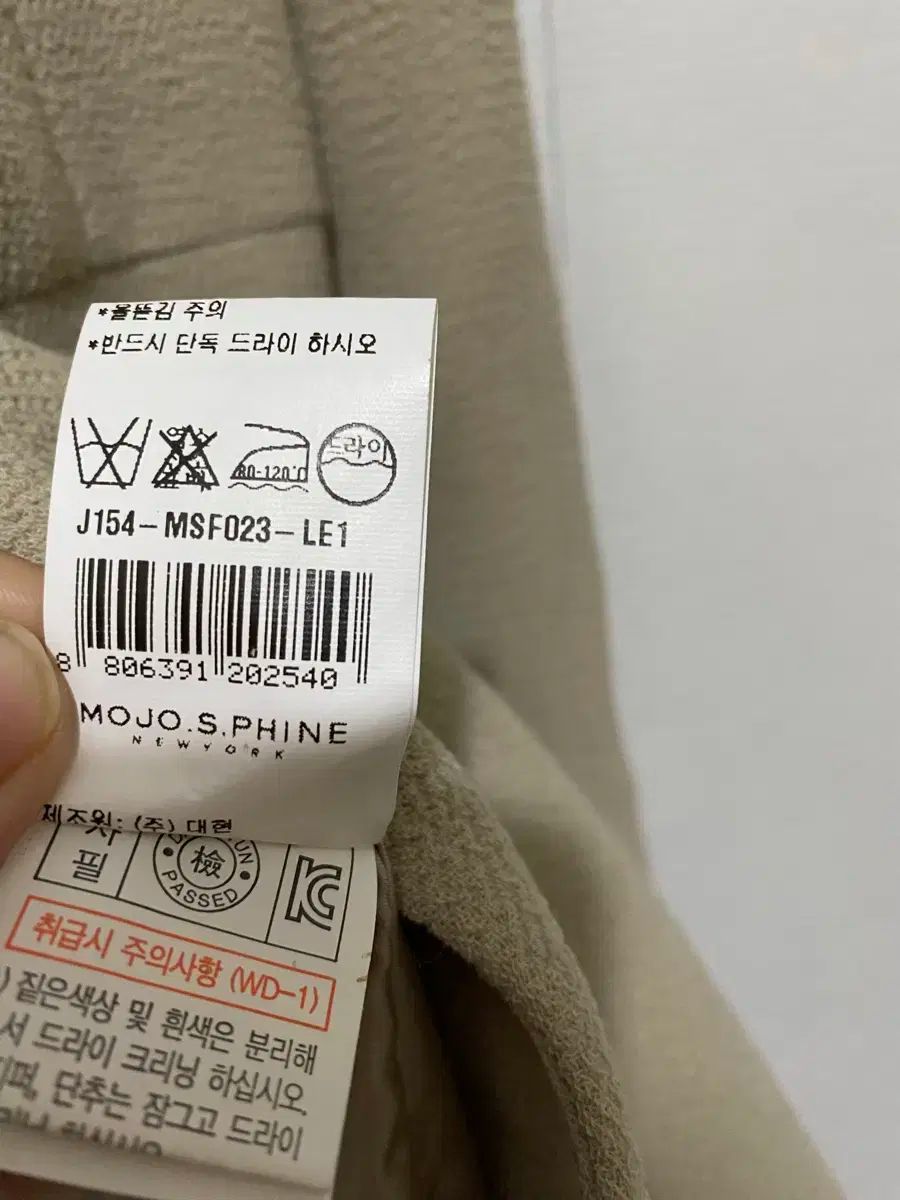 *올뜯김 주의
*반드시 단독 드라이 하시오
80-120℃
드라이
J154-MSF023-LE1
8 806391 202540
MOJO.S.PHINE
NEWYORK
제조원: (주) 대현
필
檢
PASSED
취급시 주의사항 (WD-1)
) 짙은색상 및 흰색은 분리해
서 드라이 크리닝 하십시오.
며, 단추는 잠그고 드라이